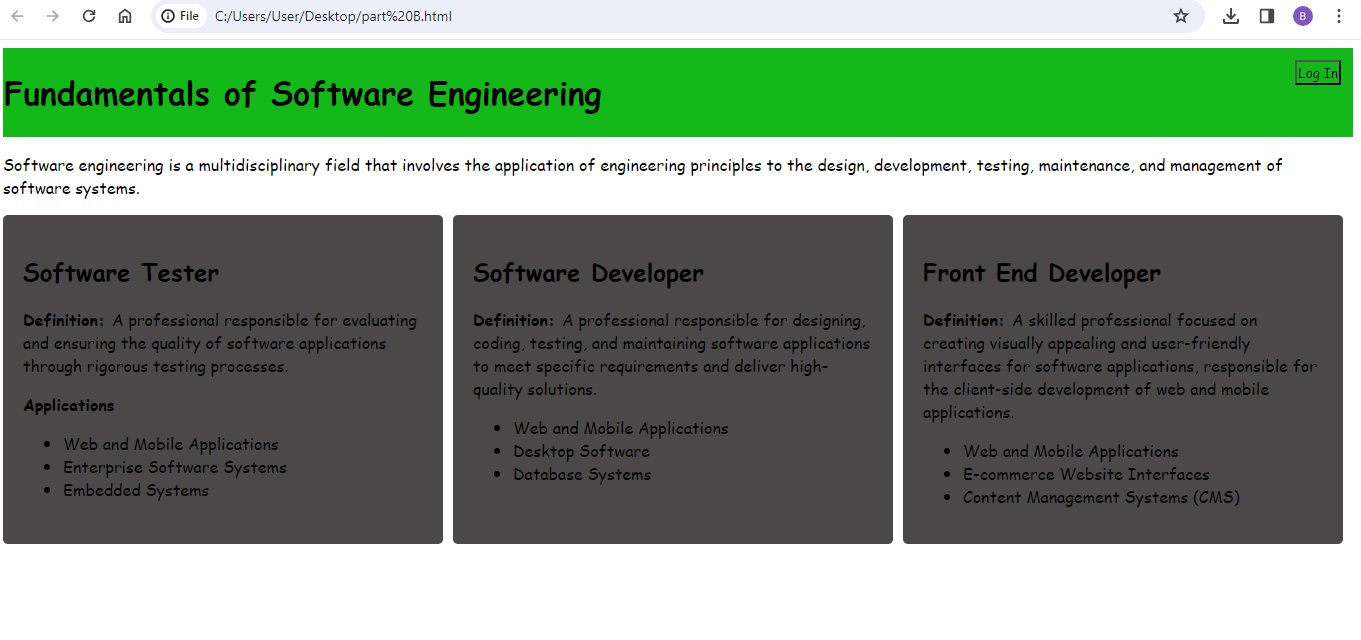 File C:/Users/User/Desktop/part%20B.html B
Log In
Fundamentals of Software Engineering
Software engineering is a multidisciplinary field that involves the application of engineering principles to the design, development, testing, maintenance, and management of
software systems.
Software Tester
Definition: A professional responsible for evaluating
and ensuring the quality of software applications
through rigorous testing processes.
Applications
• Web and Mobile Applications
• Enterprise Software Systems
• Embedded Systems
Software Developer
Definition: A professional responsible for designing,
coding, testing, and maintaining software applications
to meet specific requirements and deliver high-
quality solutions.
• Web and Mobile Applications
• Desktop Software
• Database Systems
Front End Developer
Definition: A skilled professional focused on
creating visually appealing and user-friendly
interfaces for software applications, responsible for
the client-side development of web and mobile
applications.
• Web and Mobile Applications
• E-commerce Website Interfaces
• Content Management Systems (CMS)